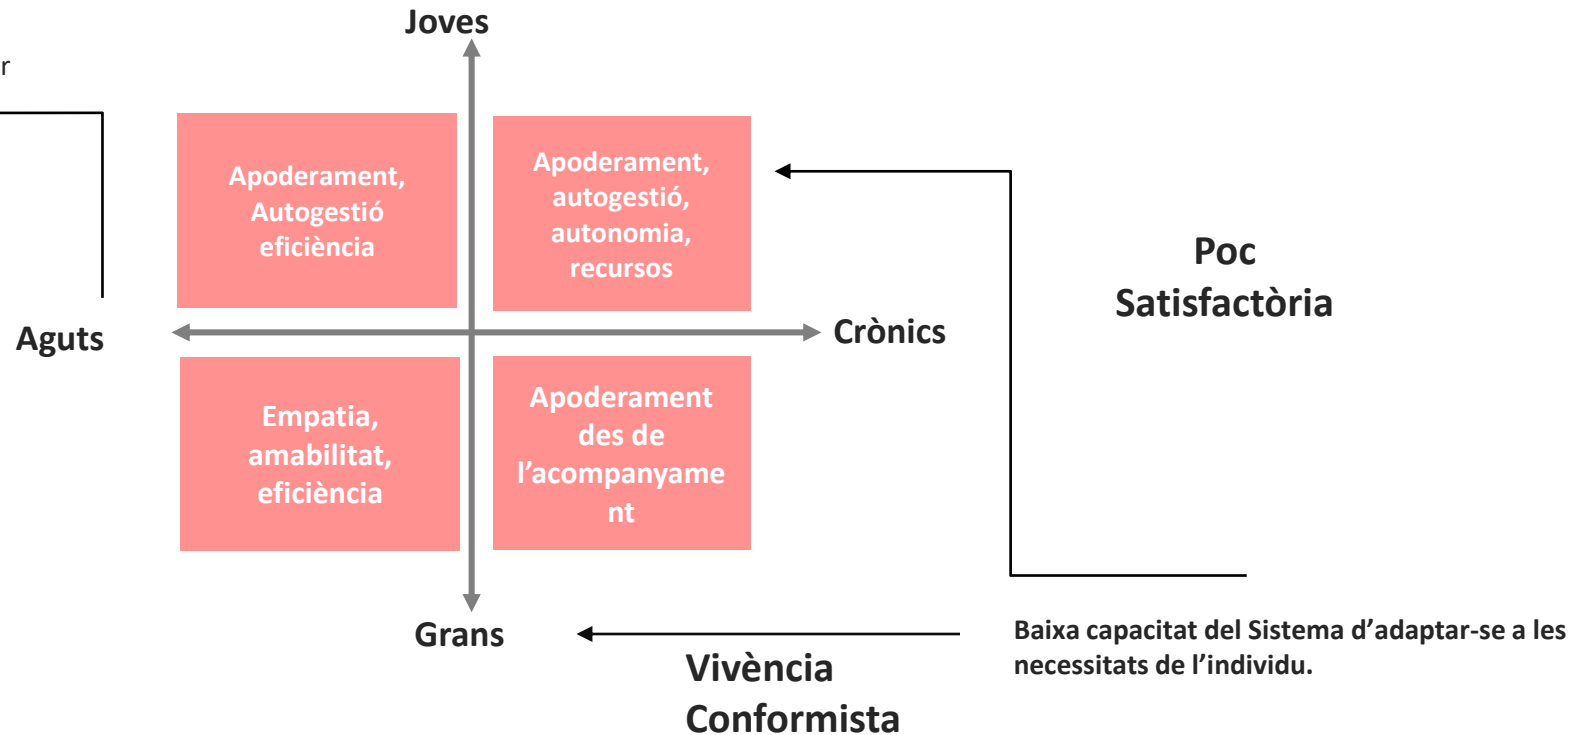 Joves
r
Apoderament,
Autogestió
eficiència
Apoderament,
autogestió,
autonomia,
recursos
Poc
Satisfactòria
Aguts
Crònics
Empatia,
amabilitat,
eficiència
Apoderament
des de
l’acompanyame
nt
Grans
Vivència
Conformista
Baixa capacitat del Sistema d’adaptar-se a les
necessitats de l’individu.